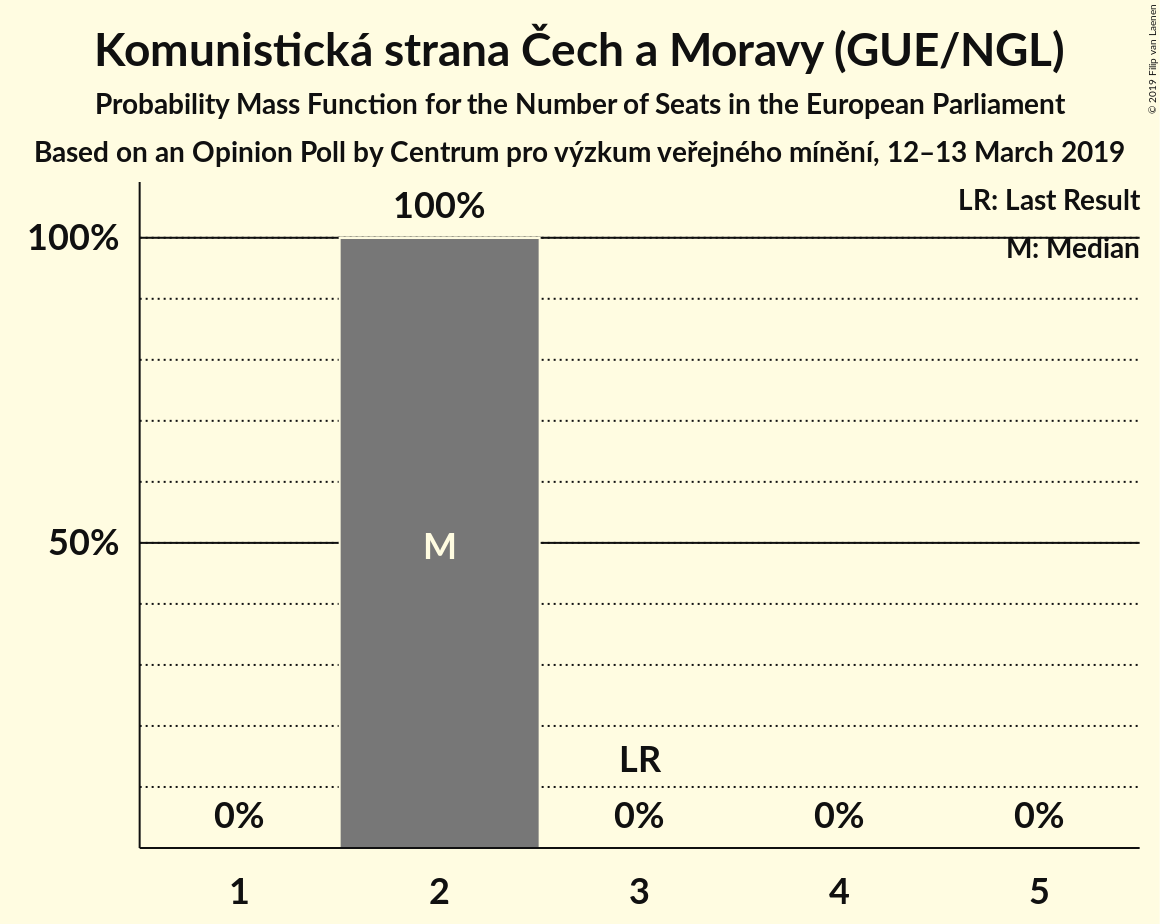 Komunistická strana Čech a Moravy (GUE/NGL)
Probability Mass Function for the Number of Seats in the European Parliament
Based on an Opinion Poll by Centrum pro výzkum veřejného mínění, 12–13 March 2019
© 2019 Filip van Laenen
LR: Last Result
M: Median
100%
100%
50%
M
LR
0%
0%
0%
0%
1
2
3
4
5